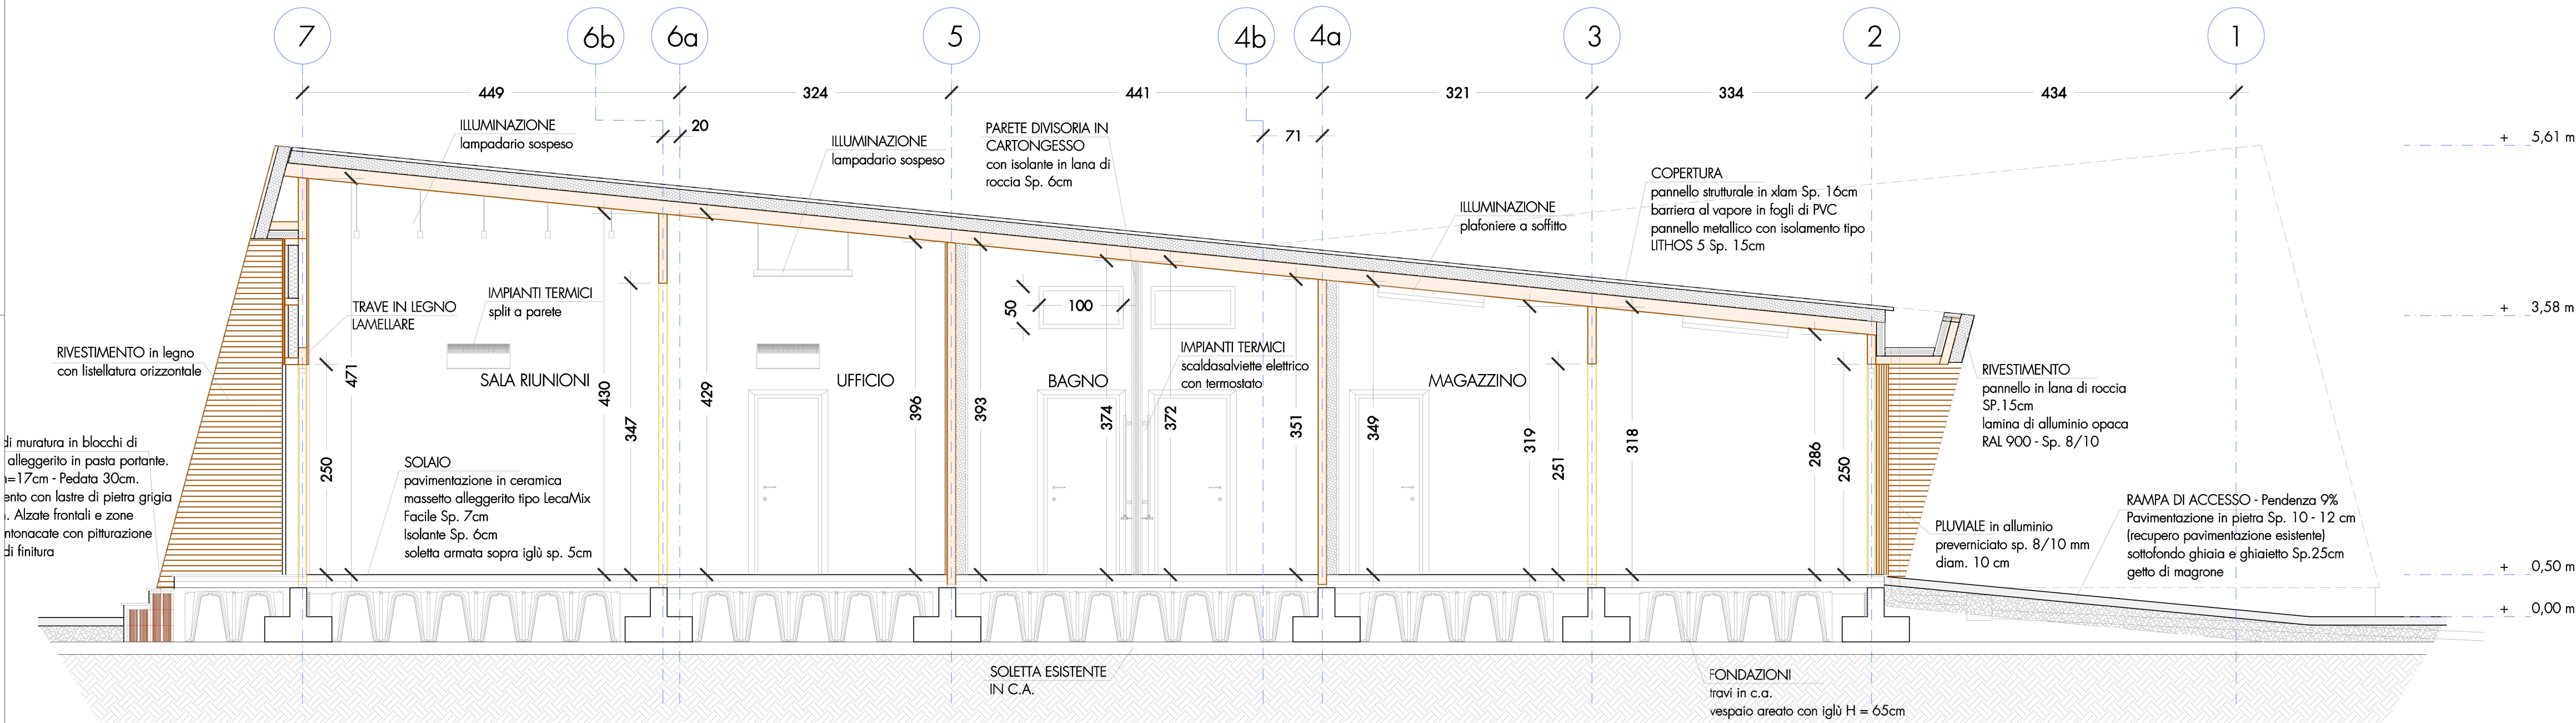 7
6b
6a
5
4b
4a
3
2
1
449
324
441
321
334
434
20
71
ILLUMINAZIONE
lampadario sospeso
ILLUMINAZIONE
lampadario sospeso
PARETE DIVISORIA IN
CARTONGESSO
con isolante in lana di
roccia Sp. 6cm
ILLUMINAZIONE
plafoniere a soffitto
COPERTURA
pannello strutturale in xlam Sp. 16cm
barriera al vapore in fogli di PVC
pannello metallico con isolamento tipo
LITHOS 5 Sp. 15cm
+ 5,61 m
+ 3,58 m
+ 0,50 m
+ 0,00 m
TRAVE IN LEGNO
LAMELLARE
IMPIANTI TERMICI
split a parete
RIVESTIMENTO in legno
con listellatura orizzontale
50
100
IMPIANTI TERMICI
scaldasalviette elettrico
con termostato
SALA RIUNIONI
UFFICIO
BAGNO
MAGAZZINO
250
471
430
347
429
396
393
374
372
351
349
319
251
318
286
250
RIVESTIMENTO
pannello in lana di roccia
SP.15cm
lamina di alluminio opaca
RAL 900 - Sp. 8/10
di muratura in blocchi di
alleggerito in pasta portante.
=17cm - Pedata 30cm.
ento con lastre di pietra grigia
. Alzate frontali e zone
ntonacate con pitturazione
di finitura
SOLAIO
pavimentazione in ceramica
massetto alleggerito tipo LecaMix
Facile Sp. 7cm
Isolante Sp. 6cm
soletta armata sopra iglù sp. 5cm
PLUVIALE in alluminio
preverniciato sp. 8/10 mm
diam. 10 cm
RAMPA DI ACCESSO - Pendenza 9%
Pavimentazione in pietra Sp. 10 - 12 cm
(recupero pavimentazione esistente)
sottofondo ghiaia e ghiaietto Sp.25cm
getto di magrone
SOLETTA ESISTENTE
IN C.A.
FONDAZIONI
travi in c.a.
vespaio areato con iglù H = 65cm